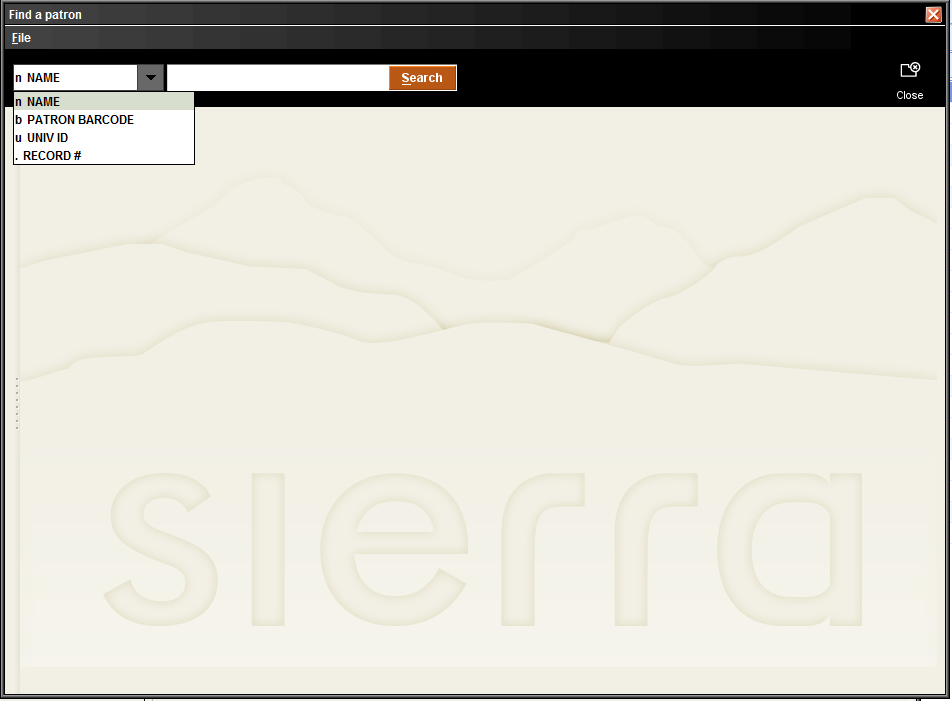 Find a patron
File
n NAME
Search
Close
n NAME
b PATRON BARCODE
u UNIV ID
. RECORD #
sierra